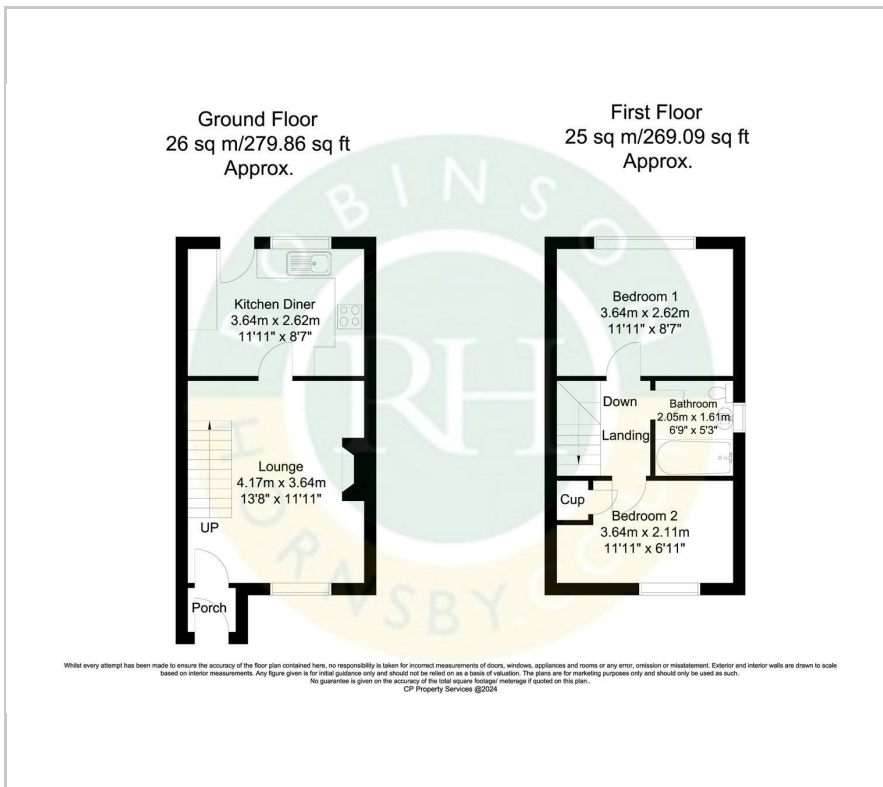 Ground Floor
26 sq m/279.86 sq ft
Approx.
First Floor
25 sq m/269.09 sq ft
Approx.
ROBINSON
RH
HORNSBY.CO.UK
Kitchen Diner
3.64m x 2.62m
11'11" x 8'7"
Lounge
4.17m x 3.64m
13'8" x 11'11"
UP
Porch
Bedroom 1
3.64m x 2.62m
11'11" x 8'7"
Down
Landing
Bathroom
2.05m x 1.61m
6'9" x 5'3"
Cup
Bedroom 2
3.64m x 2.11m
11'11" x 6'11"
Whilst every attempt has been made to ensure the accuracy of the floor plan contained here, no responsibility is taken for incorrect measurements of doors, windows, appliances and rooms or any error, omission or misstatement. Exterior and interior walls are drawn to scale
based on interior measurements. Any figure given is for initial guidance only and should not be relied on as a basis of valuation. The plans are for marketing purposes only and should only be used as such.
No guarantee is given on the accuracy of the total square footage/ meterage if quoted on this plan..
CP Property Services @2024